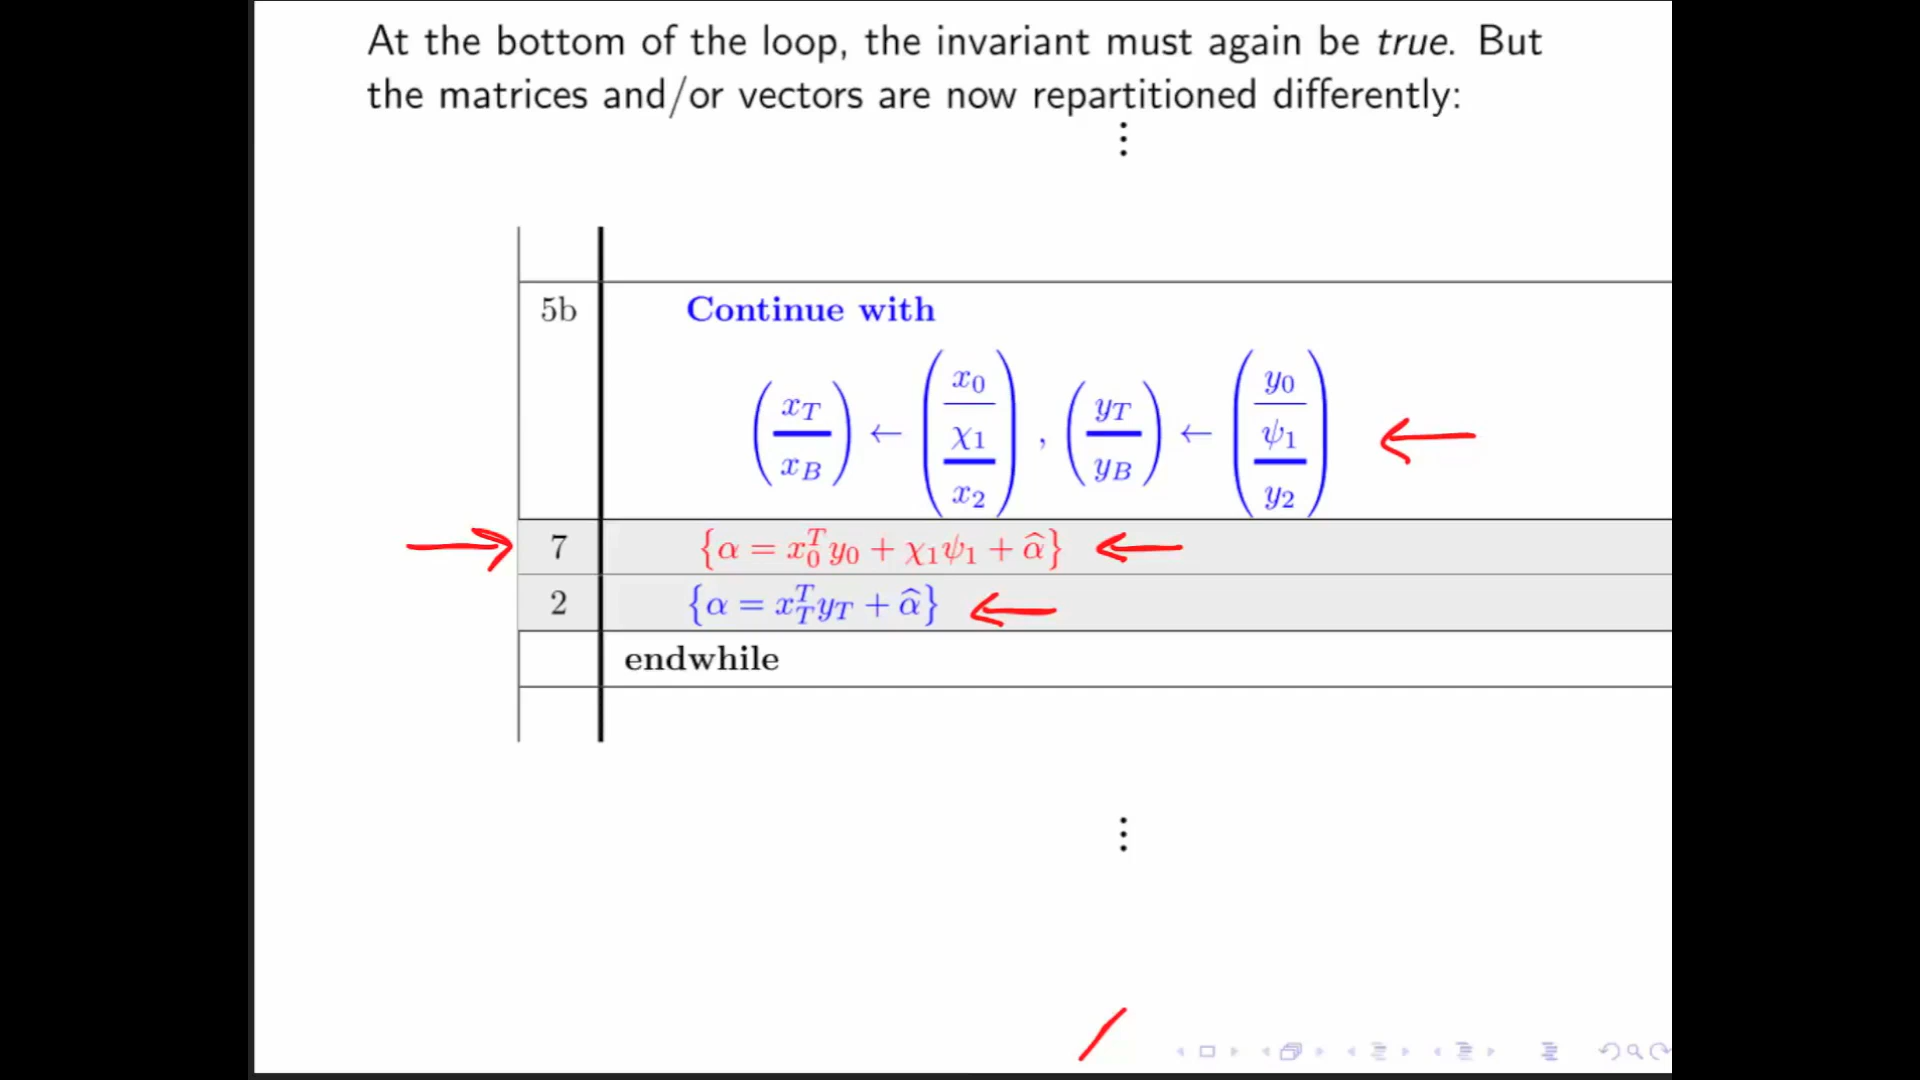 At the bottom of the loop, the invariant must again be true. But
the matrices and/or vectors are now repartitioned differently:
⋮
5b Continue with
(x_T / x_B) ← (x_0 / χ_1 / x_2) , (y_T / y_B) ← (y_0 / ψ_1 / y_2)
7 {α = x_0^T y_0 + χ_1ψ_1 + α̂}
2 {α = x_T^T y_T + α̂}
endwhile
⋮